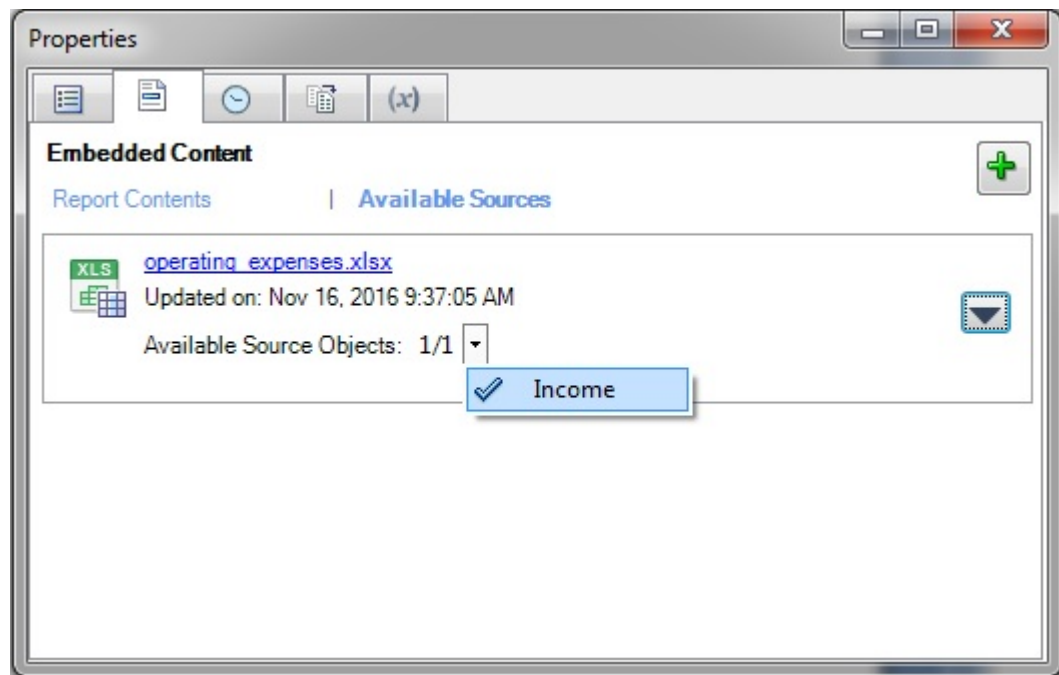 Properties
(x)
Embedded Content
Report Contents | Available Sources
XLS
operating_expenses.xlsx
Updated on: Nov 16, 2016 9:37:05 AM
Available Source Objects: 1/1
Income